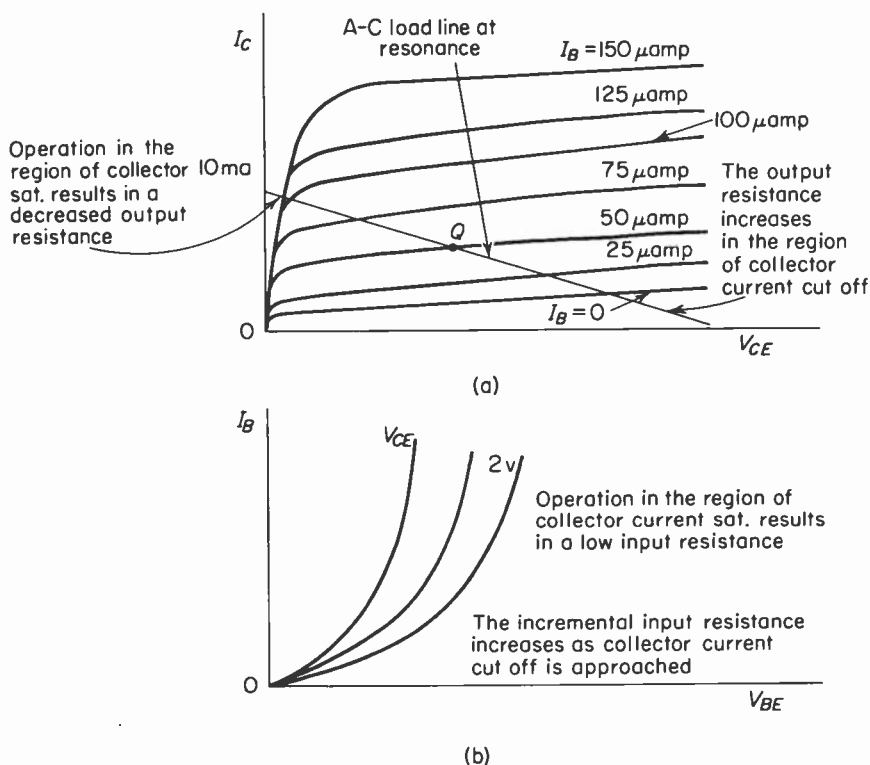 I_C
A-C load line at
resonance
I_B = 150 μamp
125 μamp
100 μamp
Operation in the
region of collector
sat. results in a
decreased output
resistance
10 ma
75 μamp
The output
resistance
increases
in the region
of collector
current cut off
Q
50 μamp
25 μamp
I_B = 0
0
V_CE
(a)
I_B
V_CE
2v
Operation in the region of
collector current sat. results
in a low input resistance
The incremental input resistance
increases as collector current
cut off is approached
0
V_BE
(b)